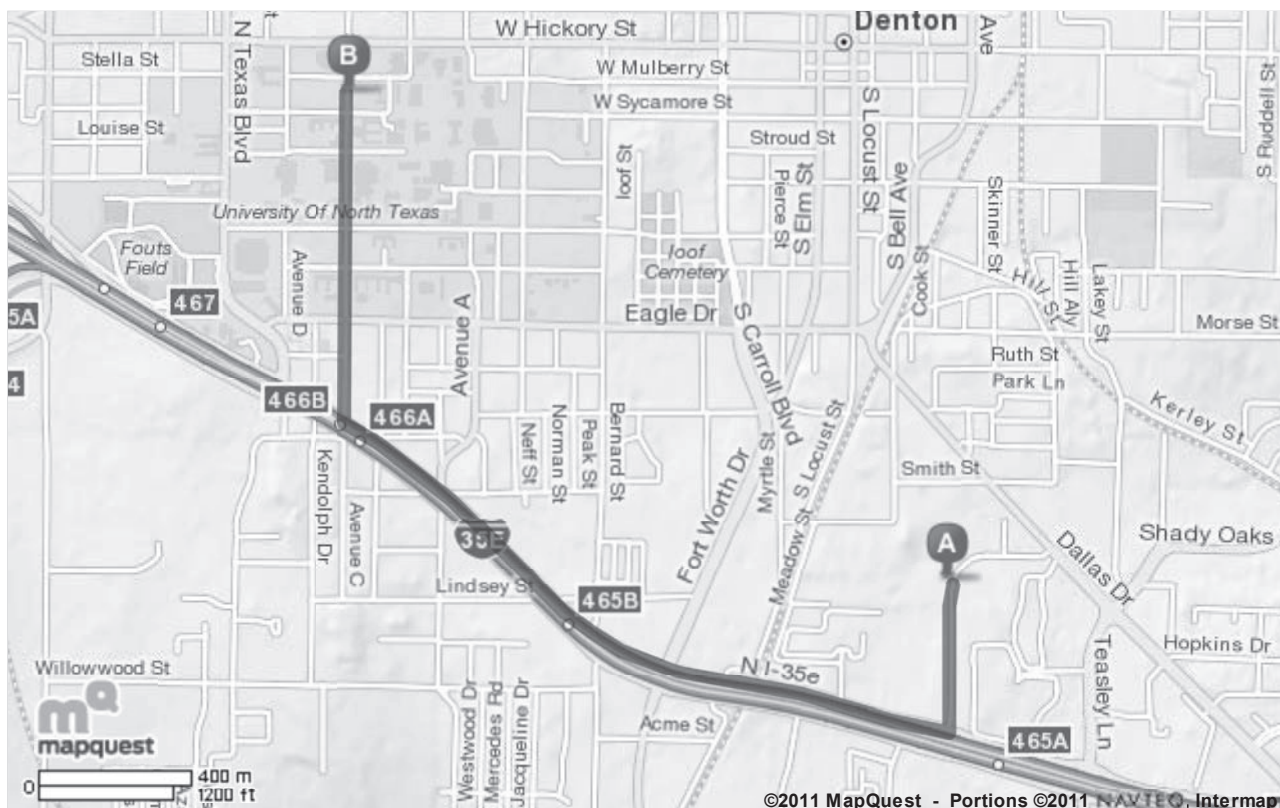 Denton
W Hickory St
N Texas Blvd
B
Ave
Stella St
W Mulberry St
W Sycamore St
S Locust St
S Ruddell St
Louise St
Stroud St
Ioof St
Pierce St
S Elm St
S Bell Ave
Skinner St
University Of North Texas
Fouts
Field
Ioof
Cemetery
Avenue D
Cook St
Hill St
Hill Aly
Lakey St
467
5A
Eagle Dr
Avenue A
S Carroll Blvd
Morse St
Ruth St
Park Ln
4
466B
466A
Kerley St
Neff St
Norman St
Peak St
Bernard St
Myrtle St
S Locust St
Smith St
Kendolph Dr
Avenue C
Fort Worth Dr
Meadow St
35E
A
Shady Oaks
Dallas Dr
Lindsey St
465B
Hopkins Dr
Teasley Ln
Willowwood St
N I-35e
Westwood Dr
Mercedes Rd
Jacqueline Dr
Acme St
465A
mq
mapquest
0
400 m
1200 ft
©2011 MapQuest - Portions ©2011 NAVTEQ, Intermap